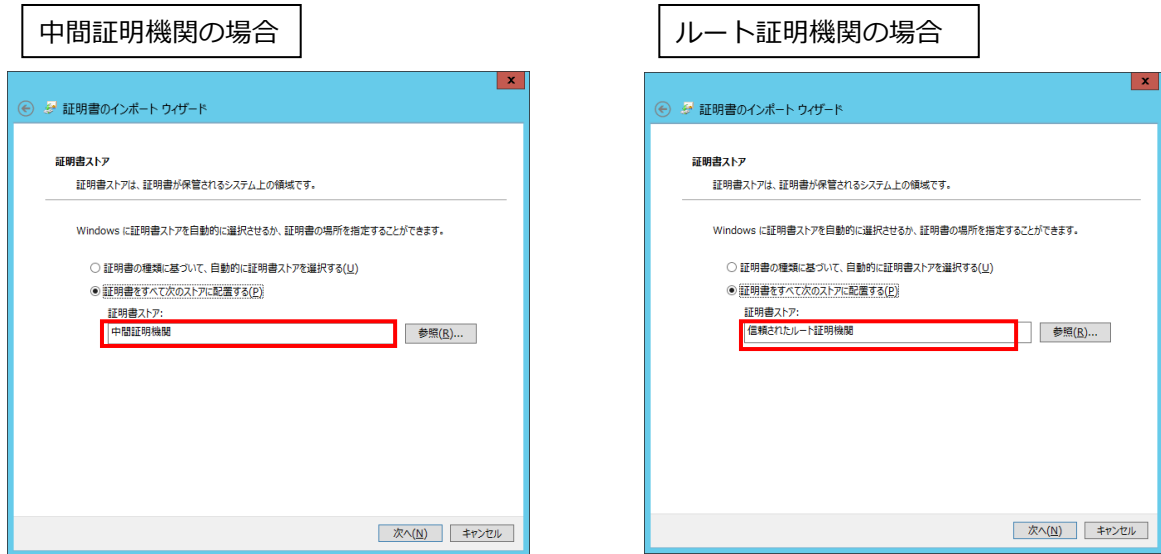 中間証明機関の場合
x
証明書のインポート ウィザード
証明書ストア
証明書ストアは、証明書が保管されるシステム上の領域です。
Windows に証明書ストアを自動的に選択させるか、証明書の場所を指定することができます。
証明書の種類に基づいて、自動的に証明書ストアを選択する(U)
証明書をすべて次のストアに配置する(P)
証明書ストア:
中間証明機関
参照(R)...
次へ(N)
キャンセル
ルート証明機関の場合
x
証明書のインポート ウィザード
証明書ストア
証明書ストアは、証明書が保管されるシステム上の領域です。
Windows に証明書ストアを自動的に選択させるか、証明書の場所を指定することができます。
証明書の種類に基づいて、自動的に証明書ストアを選択する(U)
証明書をすべて次のストアに配置する(P)
証明書ストア:
信頼されたルート証明機関
参照(R)...
次へ(N)
キャンセル